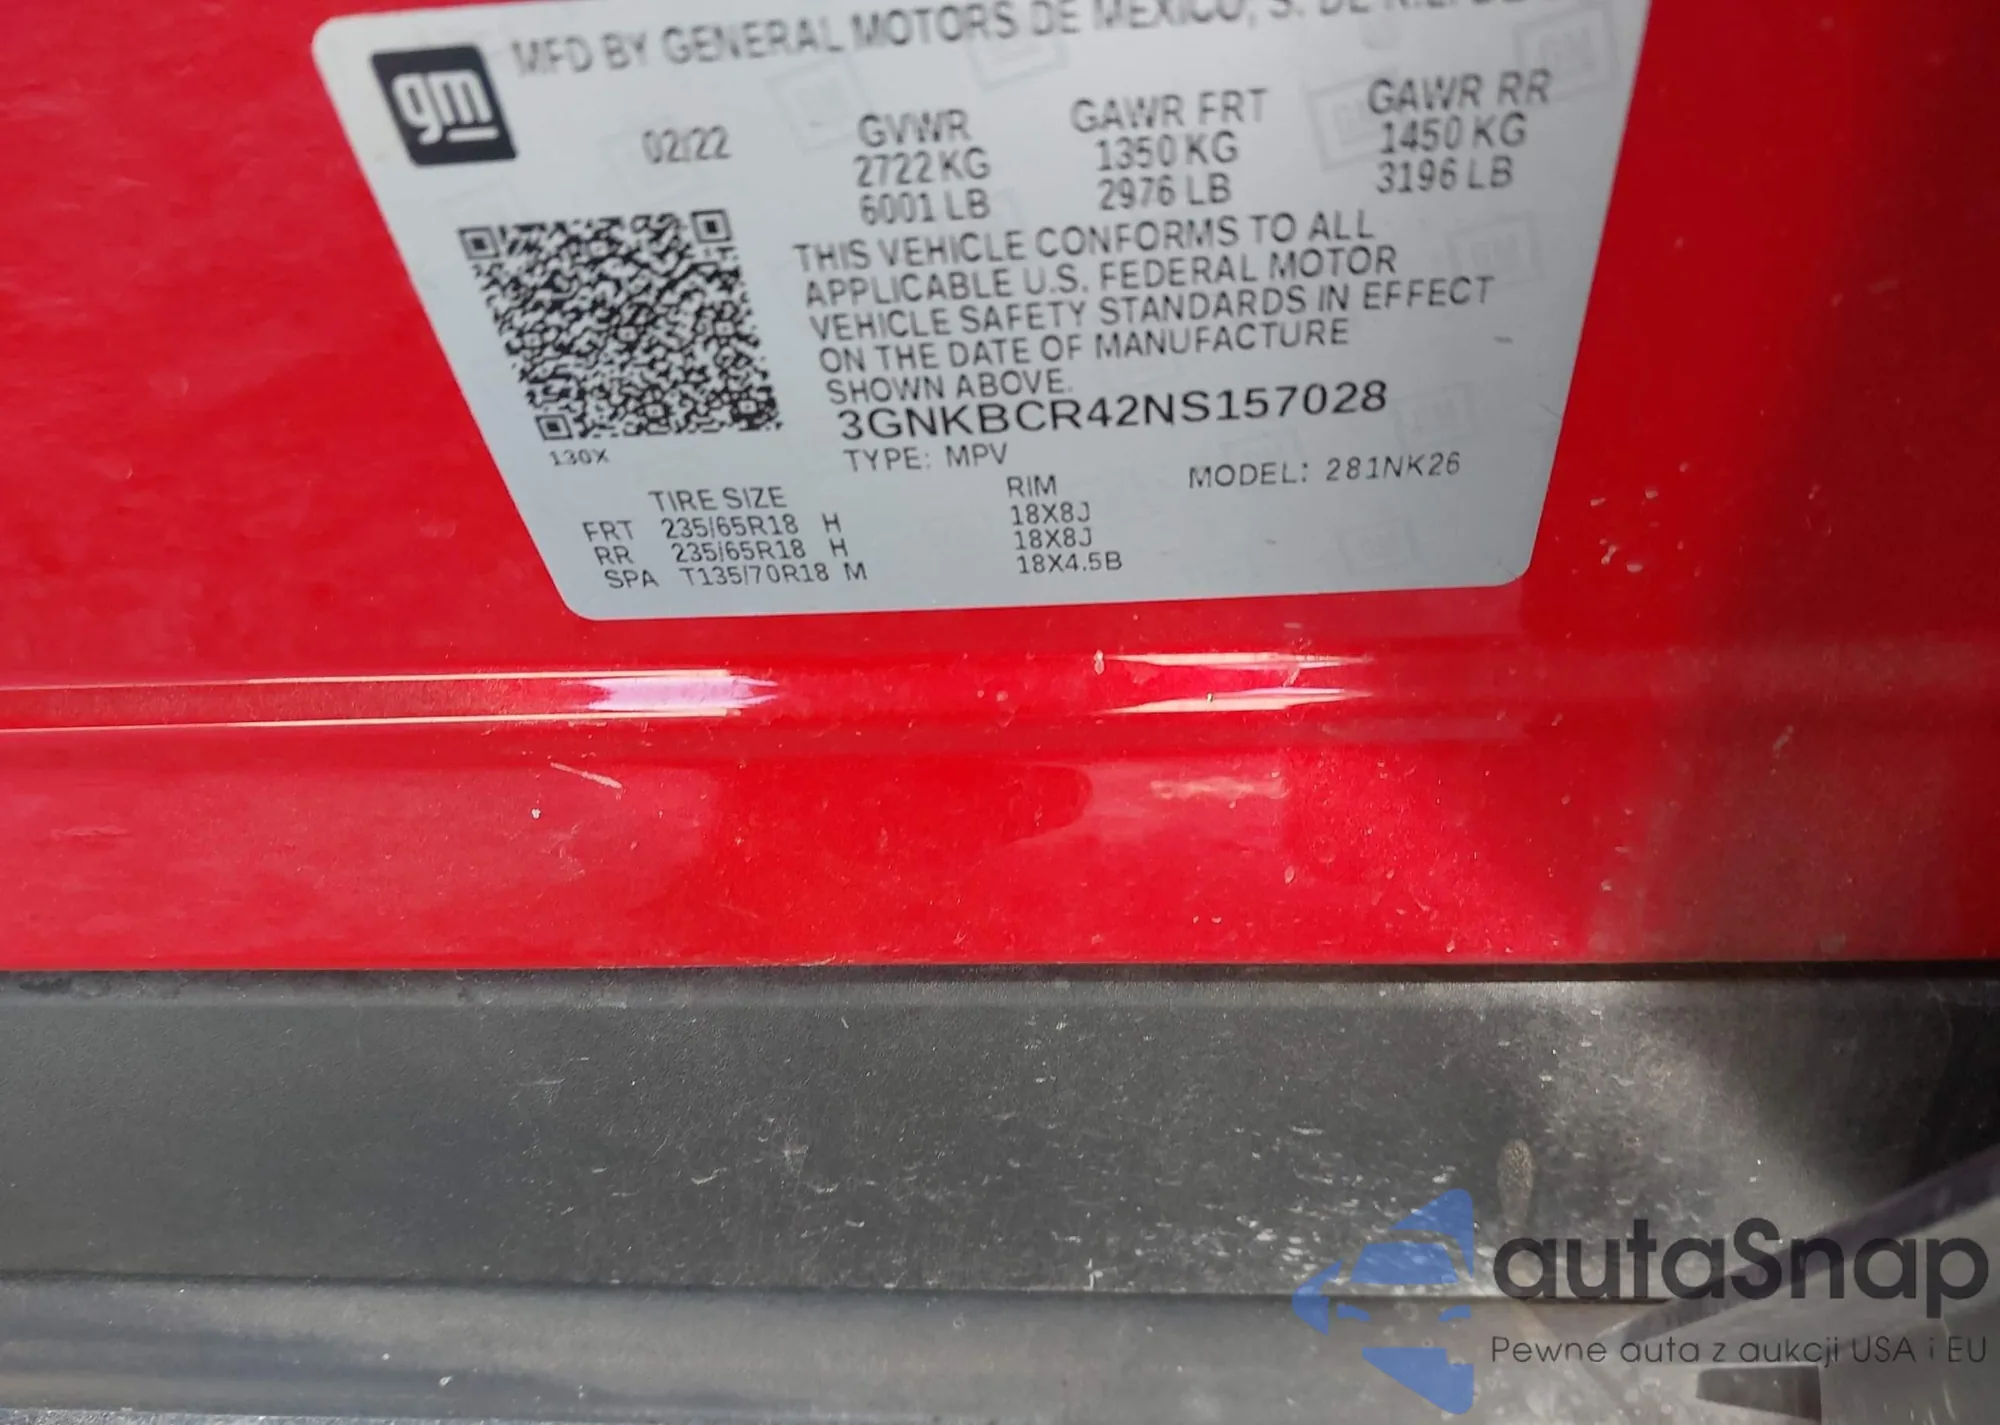 gm
MFD BY GENERAL MOTORS DE MEXICO, S. DE R.L. DE
02/22
GVWR
2722 KG
6001 LB
GAWR FRT
1350 KG
2976 LB
GAWR RR
1450 KG
3196 LB
THIS VEHICLE CONFORMS TO ALL
APPLICABLE U.S. FEDERAL MOTOR
VEHICLE SAFETY STANDARDS IN EFFECT
ON THE DATE OF MANUFACTURE
SHOWN ABOVE.
3GNKBCR42NS157028
130X
TYPE: MPV
MODEL: 281NK26
TIRE SIZE RIM
FRT 235/65R18 H 18X8J
RR 235/65R18 H 18X8J
SPA T135/70R18 M 18X4.5B
autaSnap
Pewne auta z aukcji USA i EU